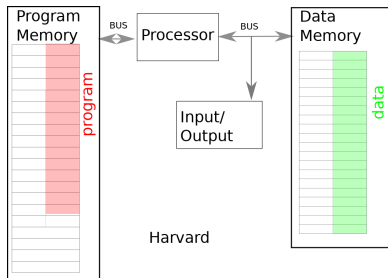 Program
Memory
BUS
Processor
BUS
Data
Memory
program
data
Input/
Output
Harvard